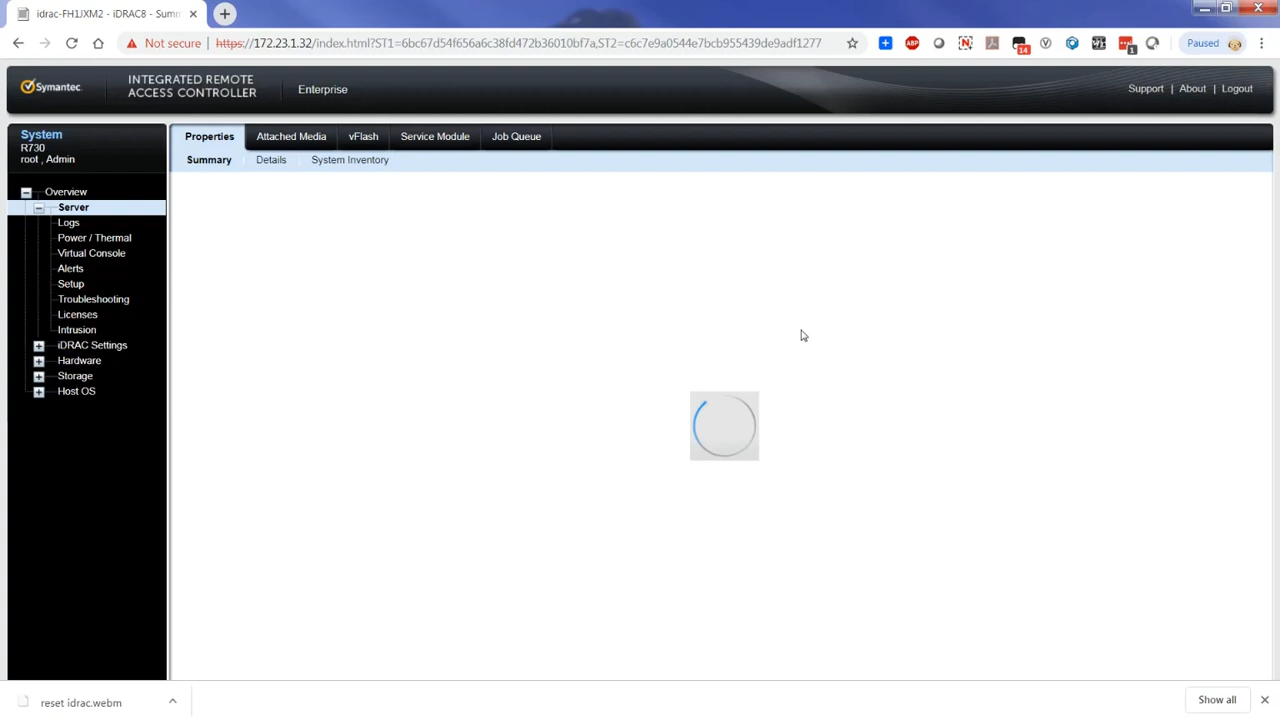 idrac-FH1JXM2 - iDRAC8 - Summ
Not secure
https://172.23.1.32/index.html?ST1=6bc67d54f656a6c38fd472b36010bf7a,ST2=c6c7e9a0544e7bcb955439de9adf1277
ABP
14
1
Paused
Symantec.
INTEGRATED REMOTE
ACCESS CONTROLLER
Enterprise
Support | About | Logout
System
R730
root , Admin
Properties
Attached Media
vFlash
Service Module
Job Queue
Summary
Details
System Inventory
Overview
Server
Logs
Power / Thermal
Virtual Console
Alerts
Setup
Troubleshooting
Licenses
Intrusion
iDRAC Settings
Hardware
Storage
Host OS
reset idrac.webm
Show all